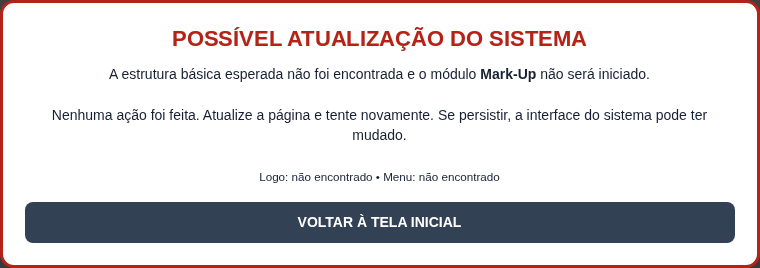 POSSÍVEL ATUALIZAÇÃO DO SISTEMA
A estrutura básica esperada não foi encontrada e o módulo Mark-Up não será iniciado.
Nenhuma ação foi feita. Atualize a página e tente novamente. Se persistir, a interface do sistema pode ter
mudado.
Logo: não encontrado • Menu: não encontrado
VOLTAR À TELA INICIAL